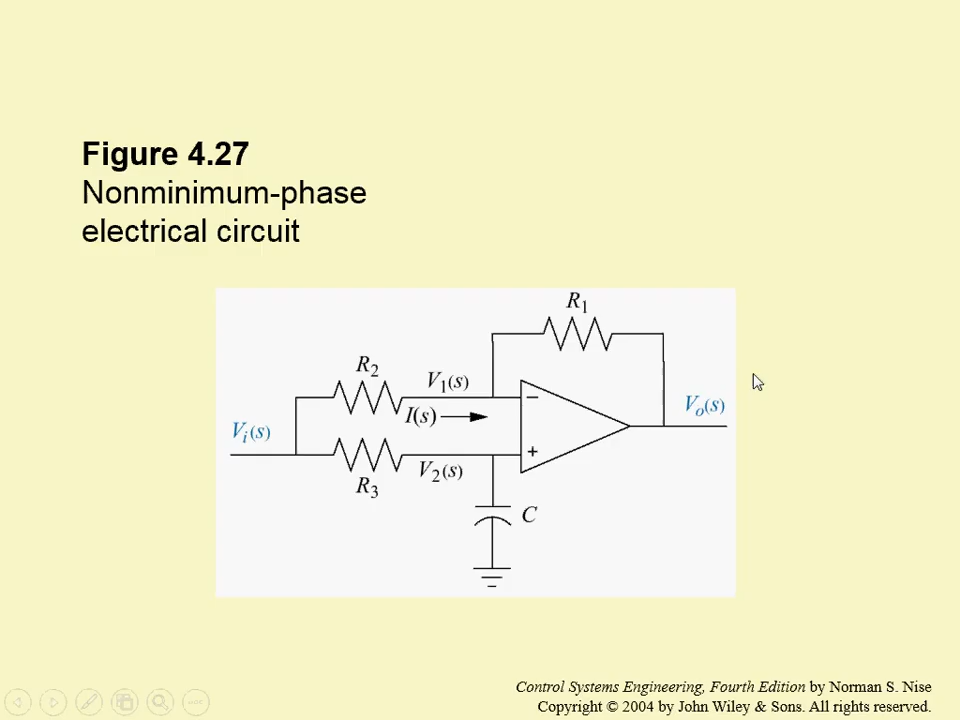 Figure 4.27
Nonminimum-phase
electrical circuit
R1
R2
V1(s)
I(s)
Vo(s)
Vi(s)
−
+
V2(s)
R3
C
Control Systems Engineering, Fourth Edition by Norman S. Nise
Copyright © 2004 by John Wiley & Sons. All rights reserved.